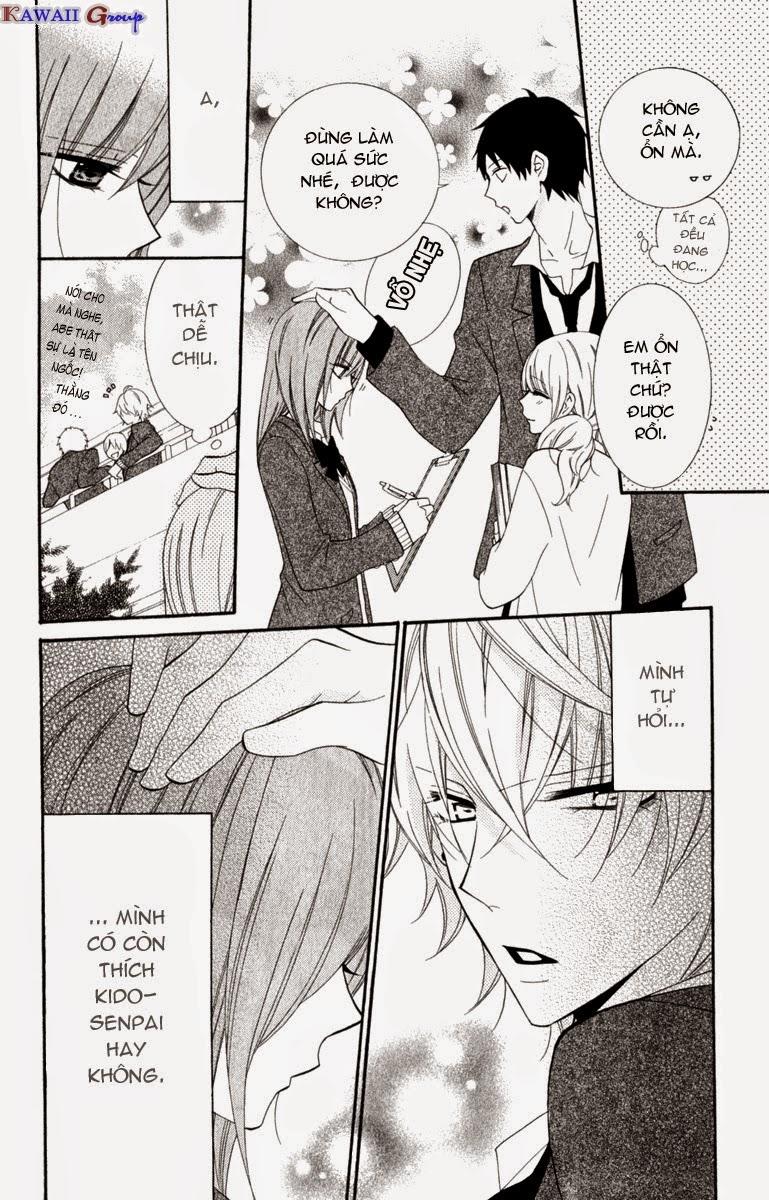 KAWAII Group
KHÔNG
CẦN Ạ,
ỔN MÀ.
TẤT CẢ
ĐỀU
ĐANG
HỌC...
EM ỔN
THẬT
CHỨ?
ĐƯỢC
RỒI.
ĐỪNG LÀM
QUÁ SỨC
NHÉ, ĐƯỢC
KHÔNG?
VỖ NHẸ
A,
THẬT
DỄ
CHỊU.
NÓI CHO
MÀ NGHE,
ABE THẬT
SỰ LÀ TÊN
NGỐC!
THẰNG
ĐÓ ...
MÌNH
TỰ
HỎI...
... MÌNH
CÓ CÒN
THÍCH
KIDO-
SENPAI
HAY
KHÔNG.